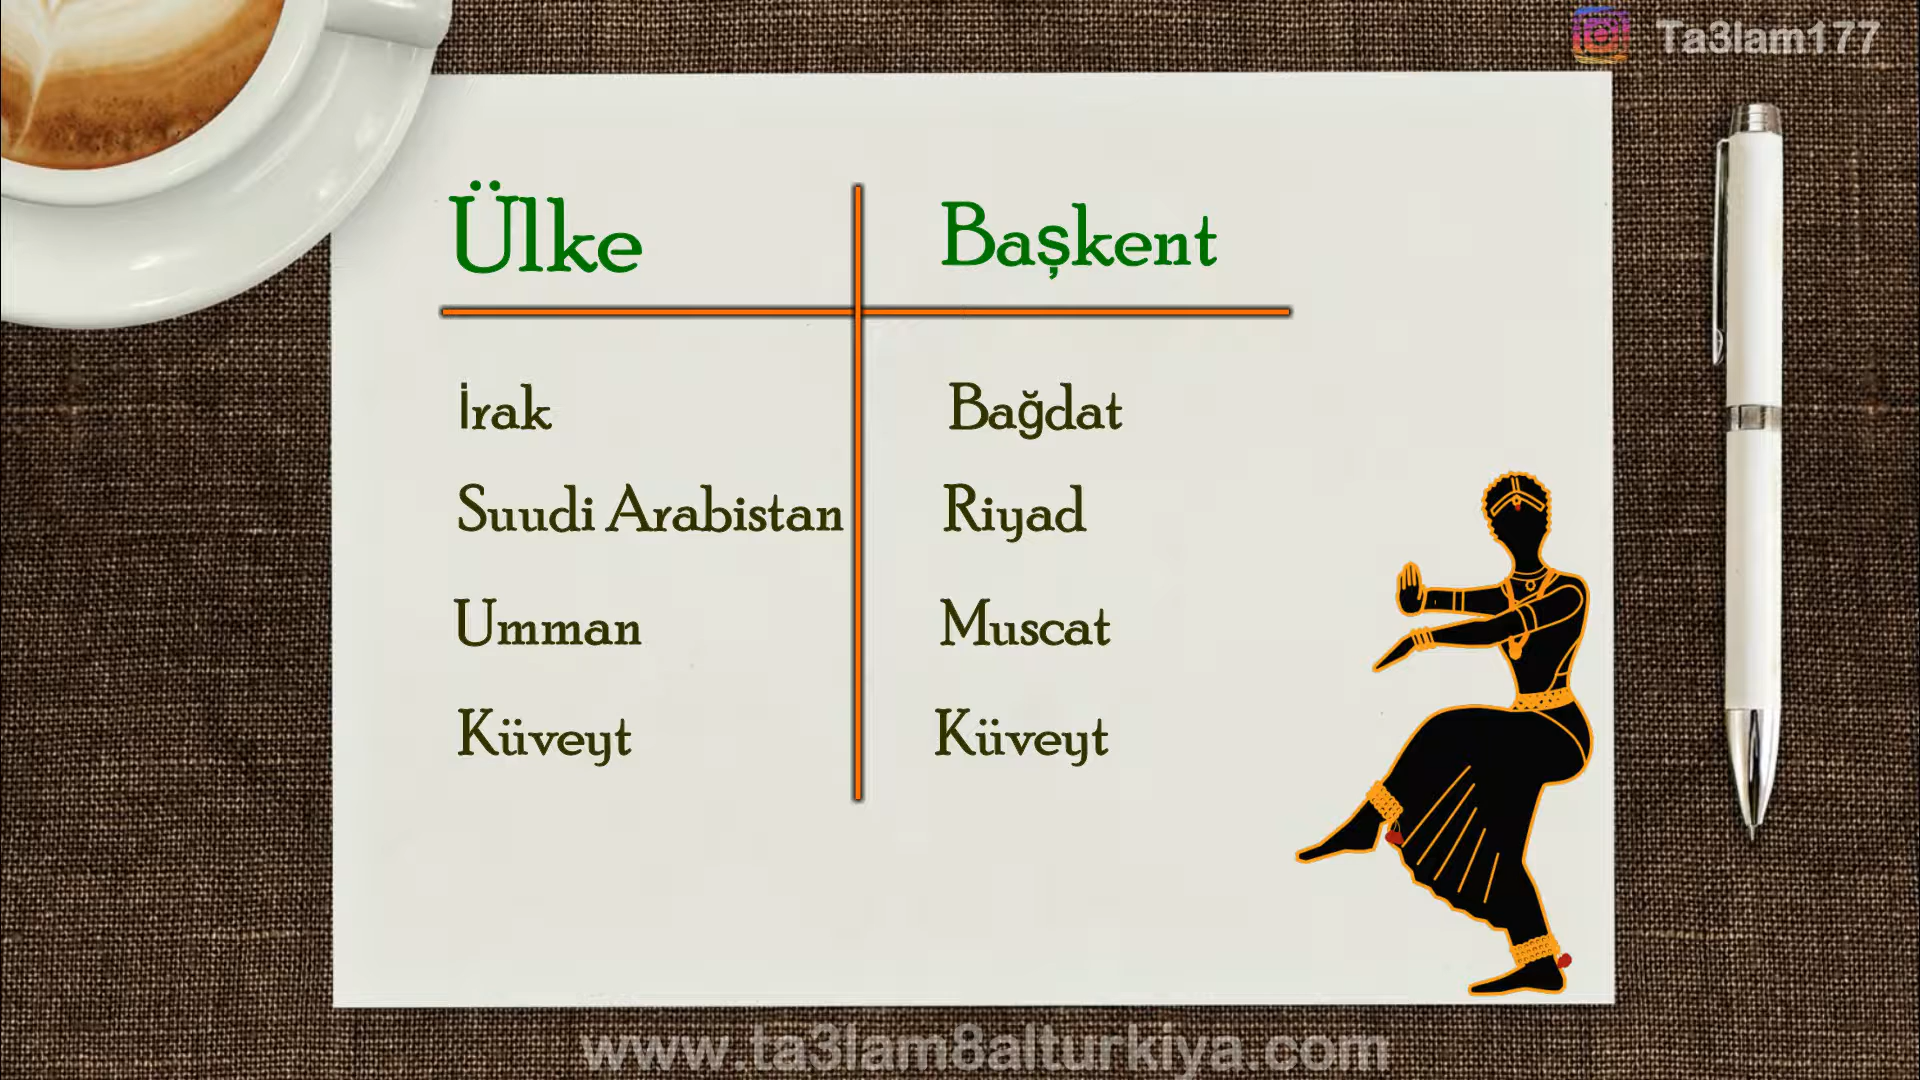 Ta3lam177
Ülke Başkent
İrak Bağdat
Suudi Arabistan Riyad
Umman Muscat
Küveyt Küveyt
www.ta3lam8alturkiya.com